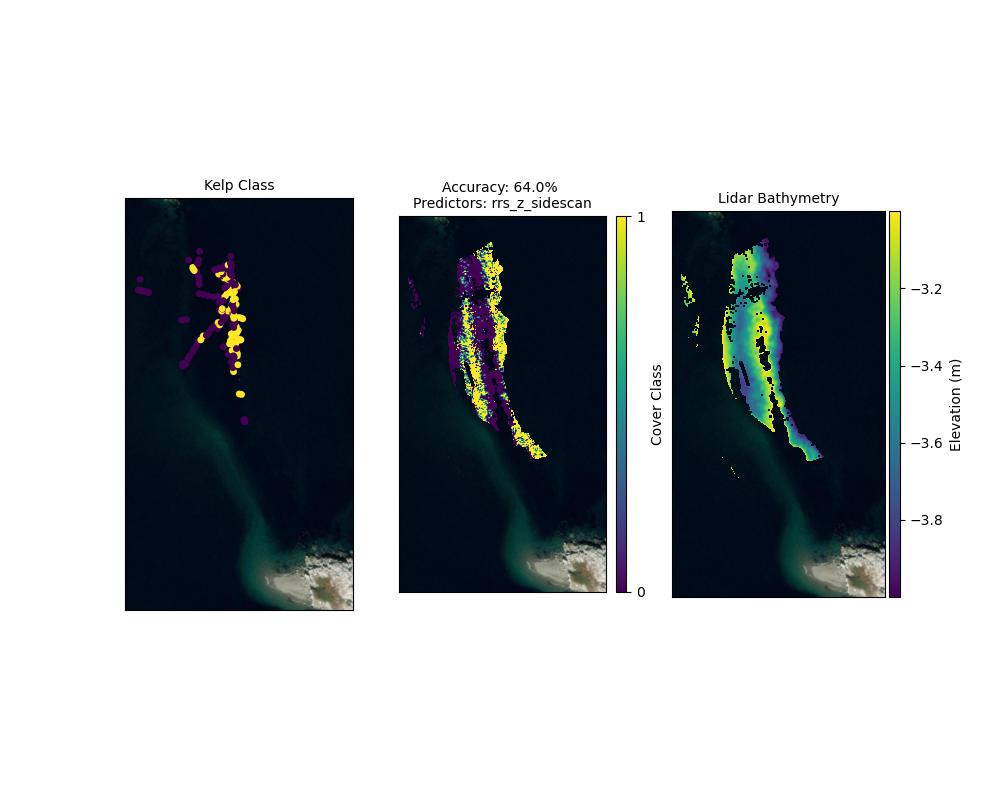 Kelp Class
Accuracy: 64.0%
Predictors: rrs_z_sidescan
1
0
Cover Class
Lidar Bathymetry
−3.2
−3.4
−3.6
−3.8
Elevation (m)